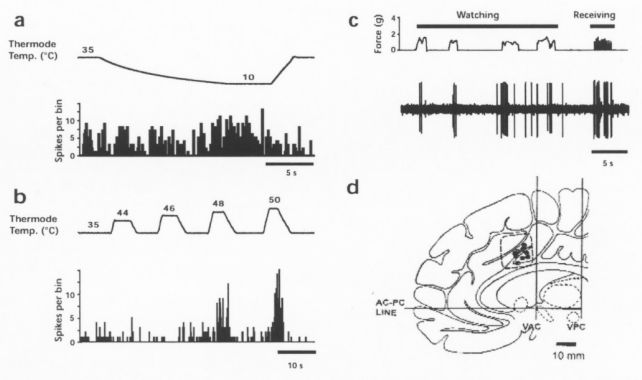 a
Thermode
Temp. (°C)
35
10
Spikes per bin
10
5
0
5 s
b
Thermode
Temp. (°C)
35
44
46
48
50
Spikes per bin
10
5
0
10 s
c
Watching
Receiving
Force (g)
4
2
0
5 s
d
AC-PC
LINE
VAC
VPC
10 mm